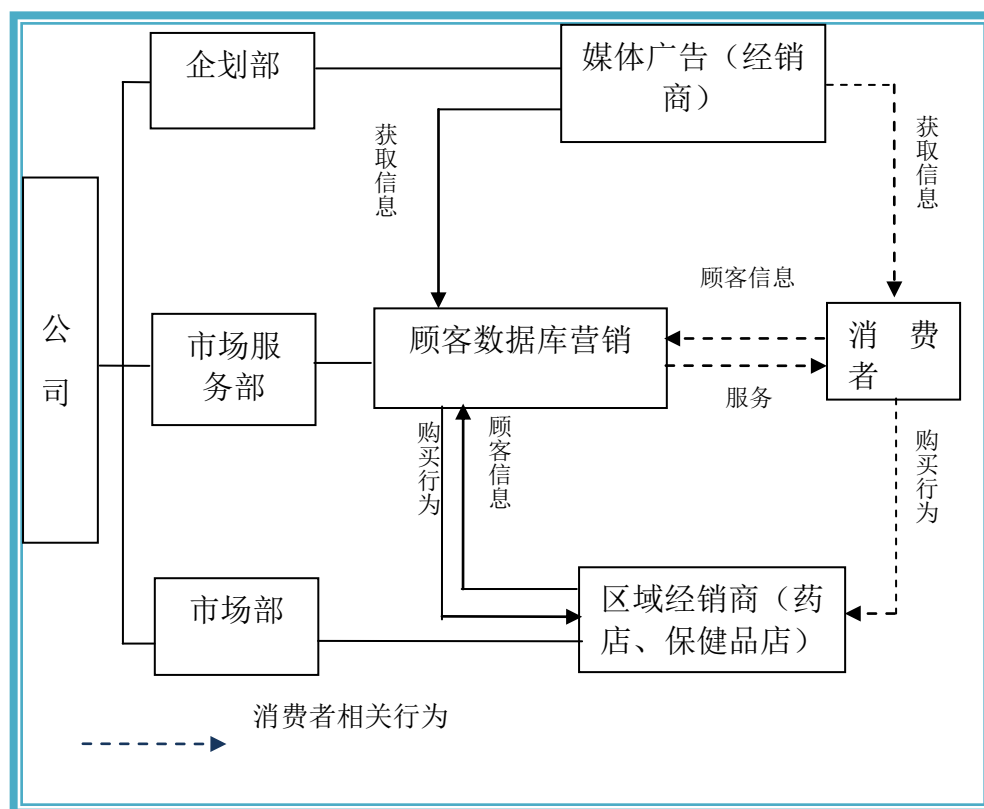 企划部
媒体广告（经销
商）
获取信息
获取信息
顾客信息
公
司
市场服
务部
顾客数据库营销
消 费
者
服务
购买行为
顾客信息
购买行为
市场部
区域经销商（药
店、保健品店）
消费者相关行为